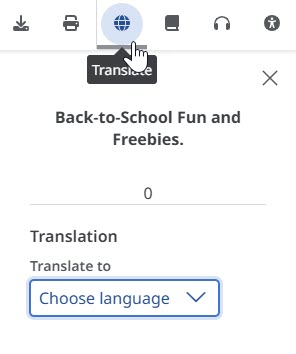 Translate
Back-to-School Fun and
Freebies.
0
Translation
Translate to
Choose language